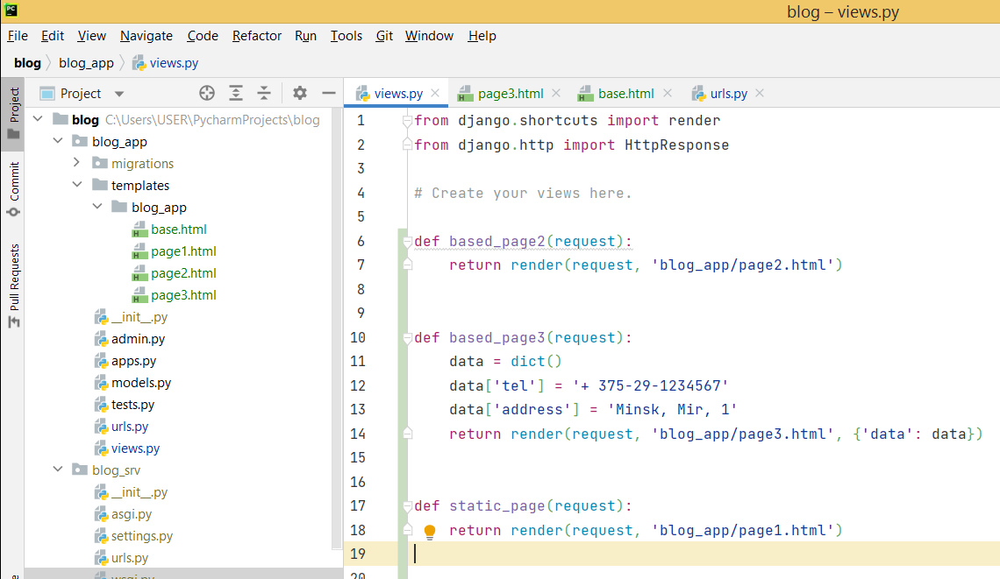 PC
blog – views.py
File Edit View Navigate Code Refactor Run Tools Git Window Help
blog blog_app views.py
Project
Commit
Pull Requests
Project
blog C:\Users\USER\PycharmProjects\blog
blog_app
migrations
templates
blog_app
base.html
page1.html
page2.html
page3.html
__init__.py
admin.py
apps.py
models.py
tests.py
urls.py
views.py
blog_srv
__init__.py
asgi.py
settings.py
urls.py
wsgi.py
views.py page3.html base.html urls.py
1 from django.shortcuts import render
2 from django.http import HttpResponse
3
4 # Create your views here.
5
6 def based_page2(request):
7 return render(request, 'blog_app/page2.html')
8
9
10 def based_page3(request):
11 data = dict()
12 data['tel'] = '+ 375-29-1234567'
13 data['address'] = 'Minsk, Mir, 1'
14 return render(request, 'blog_app/page3.html', {'data': data})
15
16
17 def static_page(request):
18 return render(request, 'blog_app/page1.html')
19
20